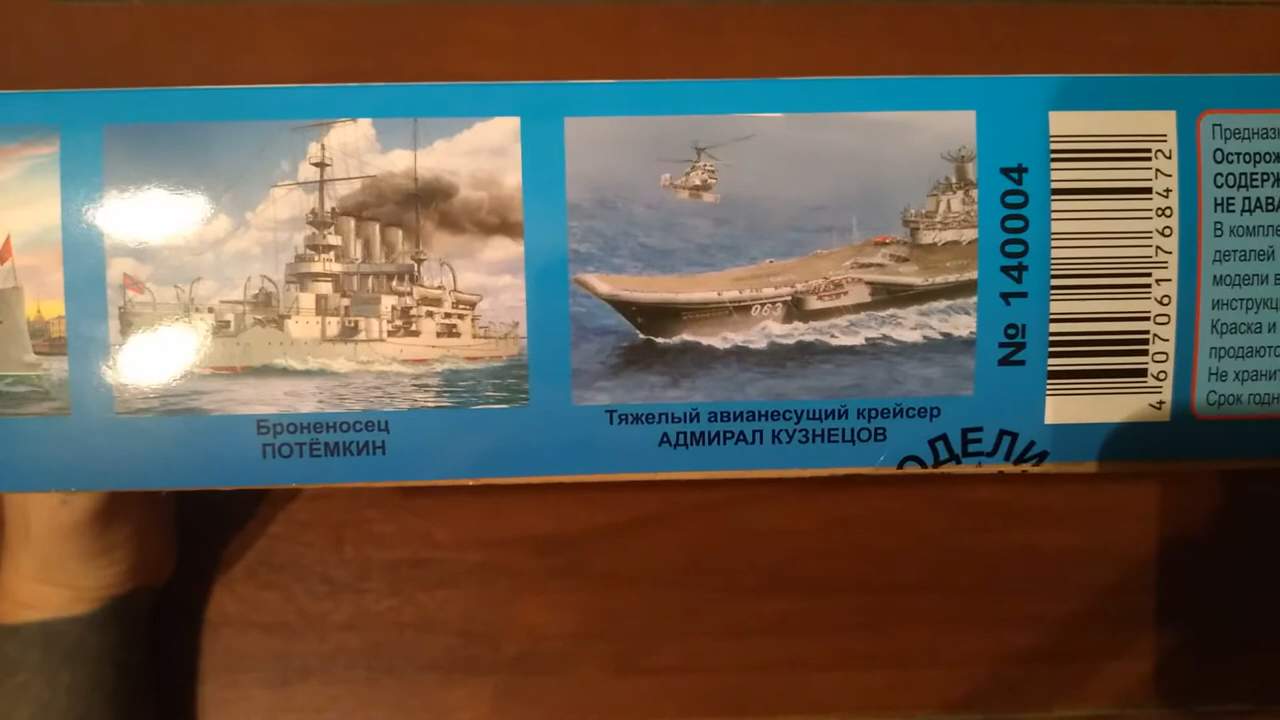 Броненосец
ПОТЁМКИН
063
Тяжелый авианесущий крейсер
АДМИРАЛ КУЗНЕЦОВ
ОДЕЛИ
№ 140004
4 607061 768472
Предназ
Осторож
СОДЕРЖ
НЕ ДАВА
В компле
деталей
модели в
инструкц
Краска и
продаютс
Не хранит
Срок годн